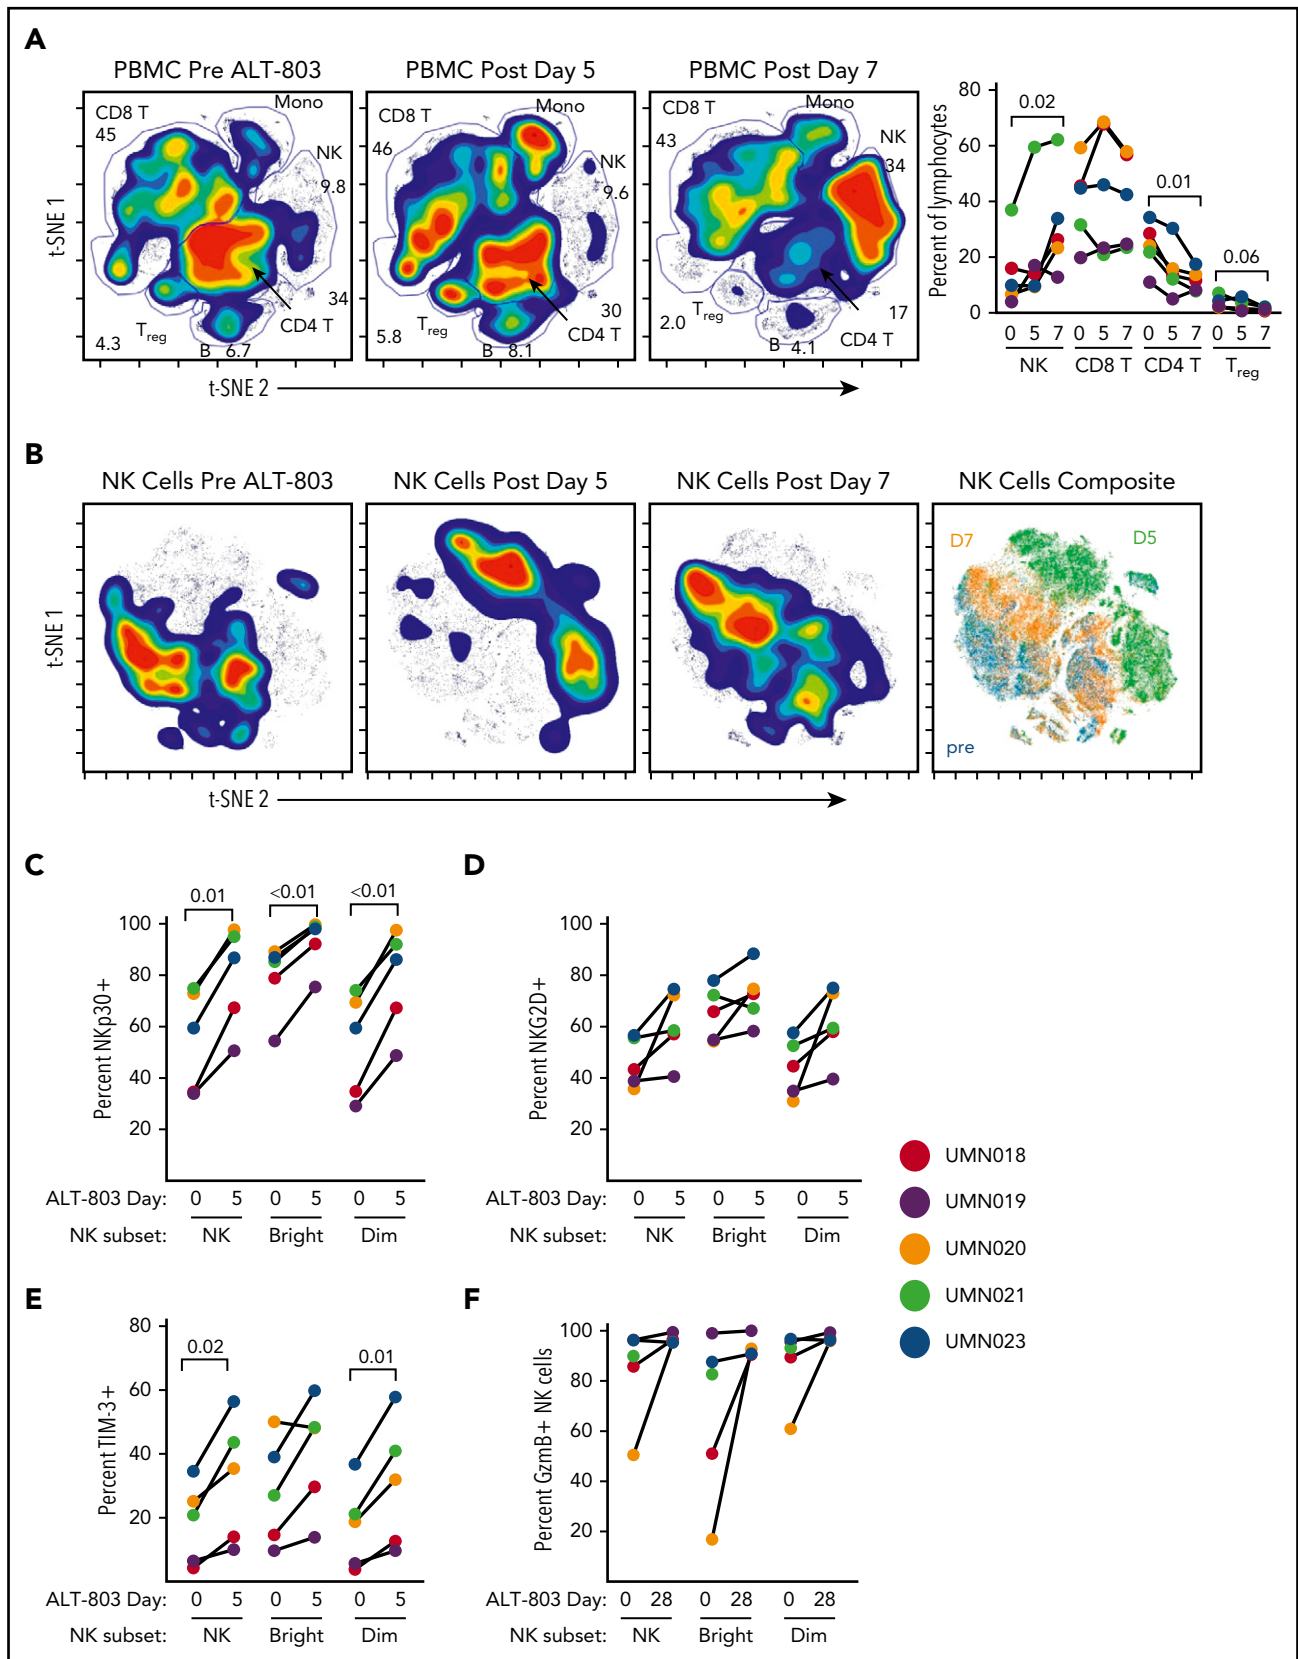 A
PBMC Pre ALT-803
PBMC Post Day 5
PBMC Post Day 7
t-SNE 1
CD8 T
45
Mono
NK
9.8
34
CD4 T
Treg
4.3
B 6.7
CD8 T
46
Mono
NK
9.6
30
CD4 T
Treg
5.8
B 8.1
CD8 T
43
Mono
NK
34
17
CD4 T
Treg
2.0
B 4.1
t-SNE 2
Percent of lymphocytes
80
60
40
20
0
0.02
0.01
0.06
0 5 7 0 5 7 0 5 7 0 5 7
NK CD8 T CD4 T Treg
B
NK Cells Pre ALT-803
NK Cells Post Day 5
NK Cells Post Day 7
NK Cells Composite
t-SNE 1
D7
D5
pre
t-SNE 2
C
Percent NKp30+
100
80
60
40
20
0.01
<0.01
<0.01
ALT-803 Day: 0 5 0 5 0 5
NK subset: NK Bright Dim
D
Percent NKG2D+
100
80
60
40
20
ALT-803 Day: 0 5 0 5 0 5
NK subset: NK Bright Dim
UMN018
UMN019
UMN020
UMN021
UMN023
E
Percent TIM-3+
80
60
40
20
0.02
0.01
ALT-803 Day: 0 5 0 5 0 5
NK subset: NK Bright Dim
F
Percent GzmB+ NK cells
100
80
60
40
20
ALT-803 Day: 0 28 0 28 0 28
NK subset: NK Bright Dim